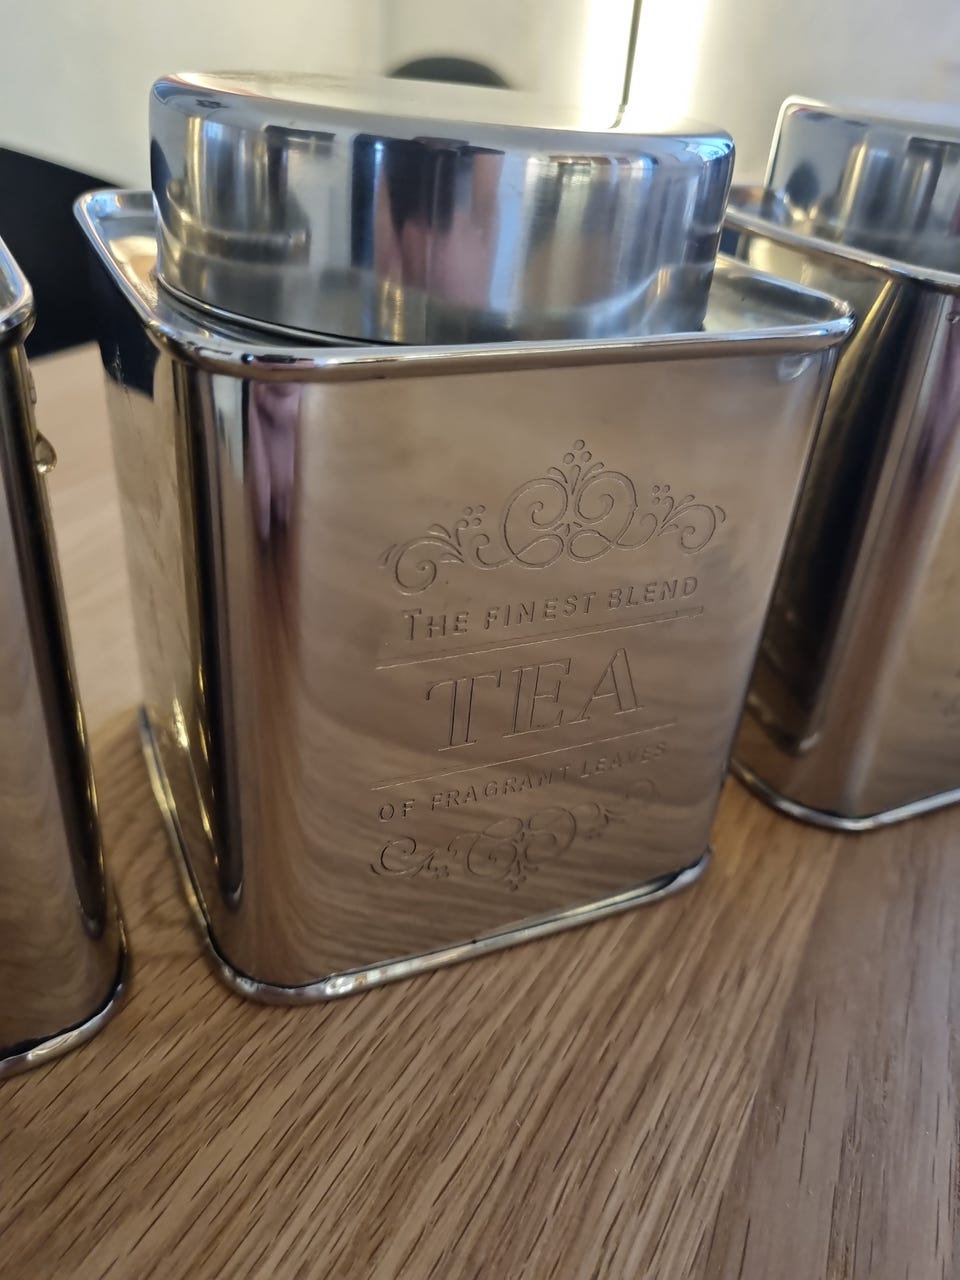 THE FINEST BLEND
TEA
OF FRAGRANT LEAVES